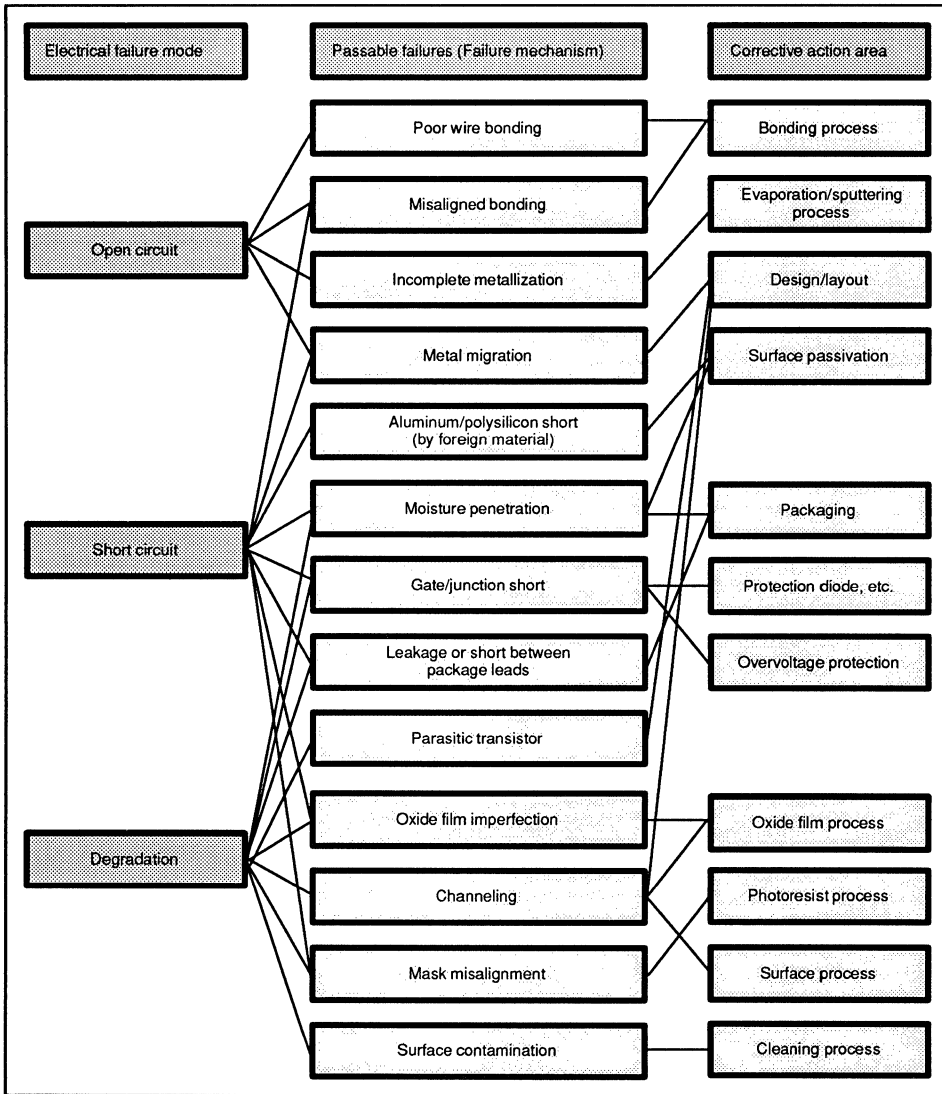 Electrical failure mode
Passable failures (Failure mechanism)
Corrective action area
Poor wire bonding
Bonding process
Misaligned bonding
Evaporation/sputtering
process
Open circuit
Incomplete metallization
Design/layout
Metal migration
Surface passivation
Aluminum/polysilicon short
(by foreign material)
Moisture penetration
Packaging
Short circuit
Gate/junction short
Protection diode, etc.
Leakage or short between
package leads
Overvoltage protection
Parasitic transistor
Oxide film imperfection
Oxide film process
Degradation
Channeling
Photoresist process
Mask misalignment
Surface process
Surface contamination
Cleaning process